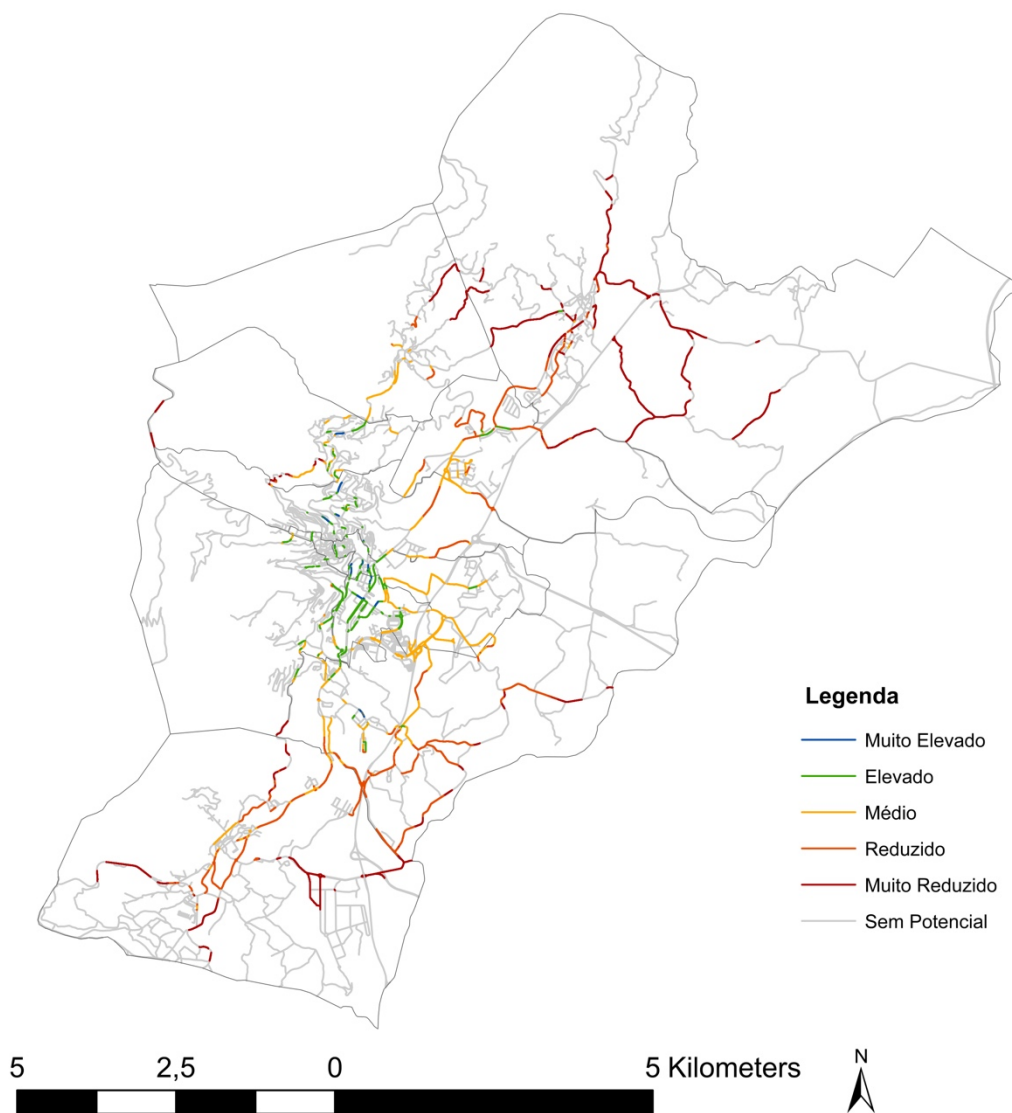 Legenda
Muito Elevado
Elevado
Médio
Reduzido
Muito Reduzido
Sem Potencial
5 2,5 0 5 Kilometers
N